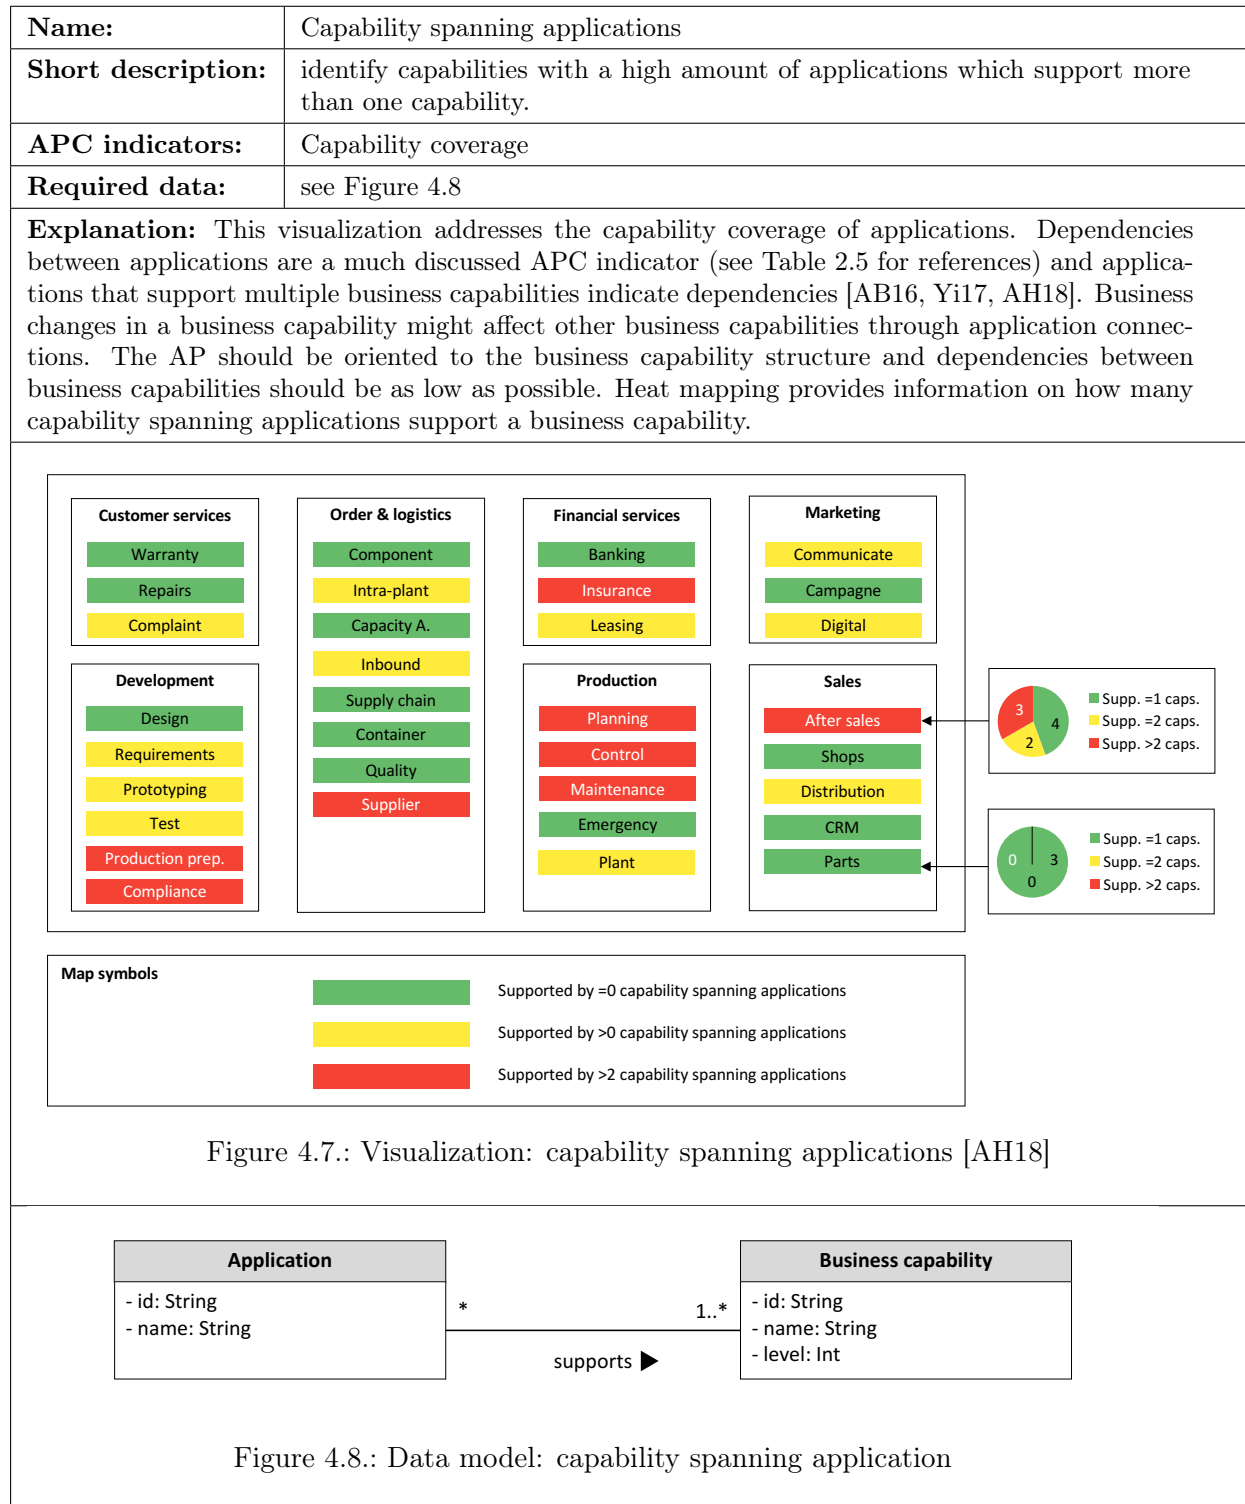 Name: Capability spanning applications
Short description: identify capabilities with a high amount of applications which support more
than one capability.
APC indicators: Capability coverage
Required data: see Figure 4.8
Explanation: This visualization addresses the capability coverage of applications. Dependencies
between applications are a much discussed APC indicator (see Table 2.5 for references) and applica-
tions that support multiple business capabilities indicate dependencies [AB16, Yi17, AH18]. Business
changes in a business capability might affect other business capabilities through application connec-
tions. The AP should be oriented to the business capability structure and dependencies between
business capabilities should be as low as possible. Heat mapping provides information on how many
capability spanning applications support a business capability.
Customer services
Warranty
Repairs
Complaint
Order & logistics
Component
Intra-plant
Capacity A.
Inbound
Supply chain
Container
Quality
Supplier
Financial services
Banking
Insurance
Leasing
Marketing
Communicate
Campagne
Digital
Development
Design
Requirements
Prototyping
Test
Production prep.
Compliance
Production
Planning
Control
Maintenance
Emergency
Plant
Sales
After sales
Shops
Distribution
CRM
Parts
3
4
2
Supp. =1 caps.
Supp. =2 caps.
Supp. >2 caps.
0
3
0
Supp. =1 caps.
Supp. =2 caps.
Supp. >2 caps.
Map symbols
Supported by =0 capability spanning applications
Supported by >0 capability spanning applications
Supported by >2 capability spanning applications
Figure 4.7.: Visualization: capability spanning applications [AH18]
Application
- id: String
- name: String
*
1..*
supports ▶
Business capability
- id: String
- name: String
- level: Int
Figure 4.8.: Data model: capability spanning application